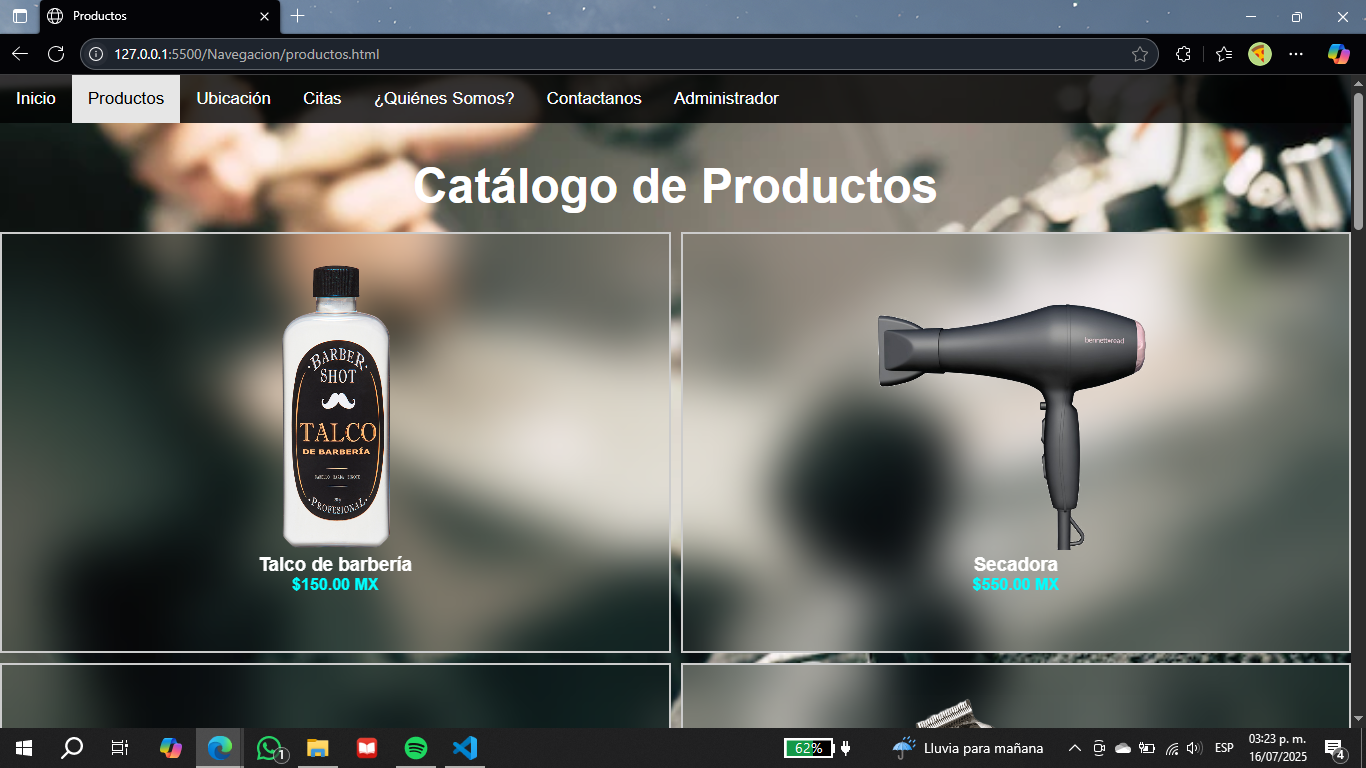 Productos
127.0.0.1:5500/Navegacion/productos.html
Inicio Productos Ubicación Citas ¿Quiénes Somos? Contactanos Administrador
Catálogo de Productos
·BARBER·
SHOT
TALCO
DE BARBERÍA
·PROFESIONAL·
bennett·read
Talco de barbería
$150.00 MX
Secadora
$550.00 MX
1
62%
Lluvia para mañana
ESP
03:23 p. m.
16/07/2025
4